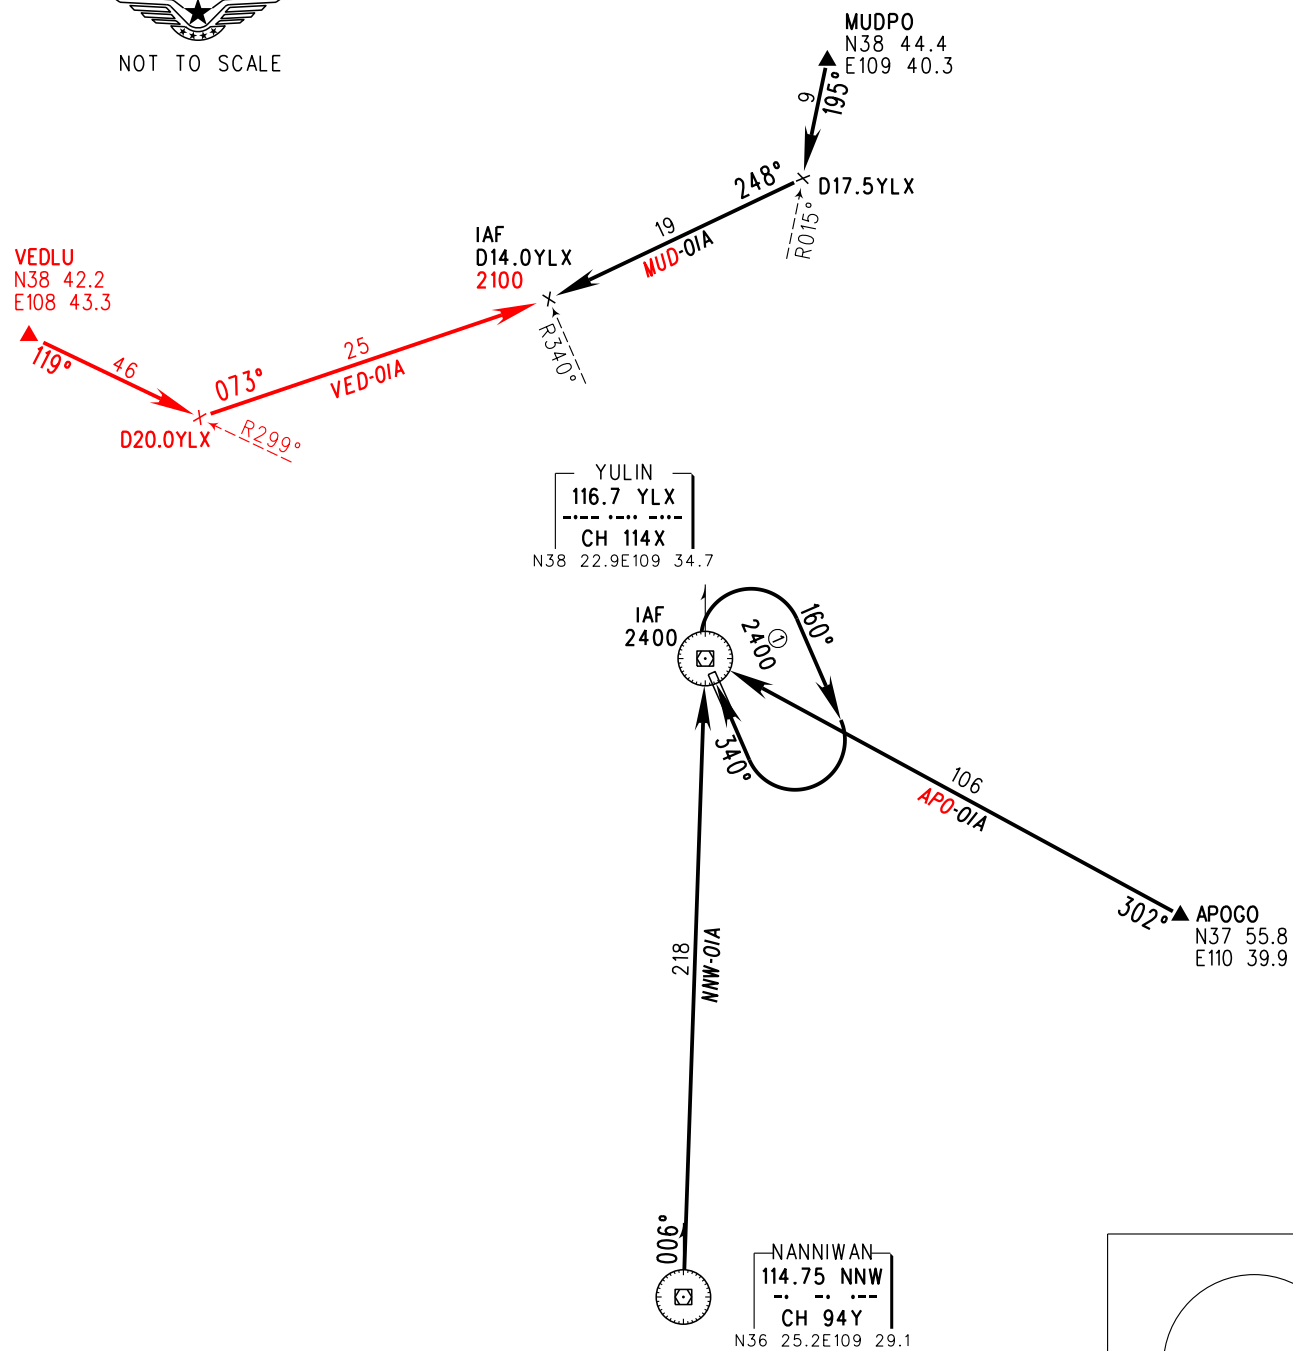 NOT TO SCALE
MUDPO
N38 44.4
E109 40.3
9
195°
248°
D17.5YLX
R015°
19
MUD-01A
IAF
D14.0YLX
2100
R340°
VEDLU
N38 42.2
E108 43.3
119°
46
073°
25
VED-01A
D20.0YLX
R299°
YULIN
116.7 YLX
-.-- .-.. -..-
CH 114X
N38 22.9E109 34.7
IAF
2400
160°
2400 ①
340°
106
APO-01A
302°
APOGO
N37 55.8
E110 39.9
218
NNW-01A
006°
NANNIWAN
114.75 NNW
-. -. .--
CH 94Y
N36 25.2E109 29.1